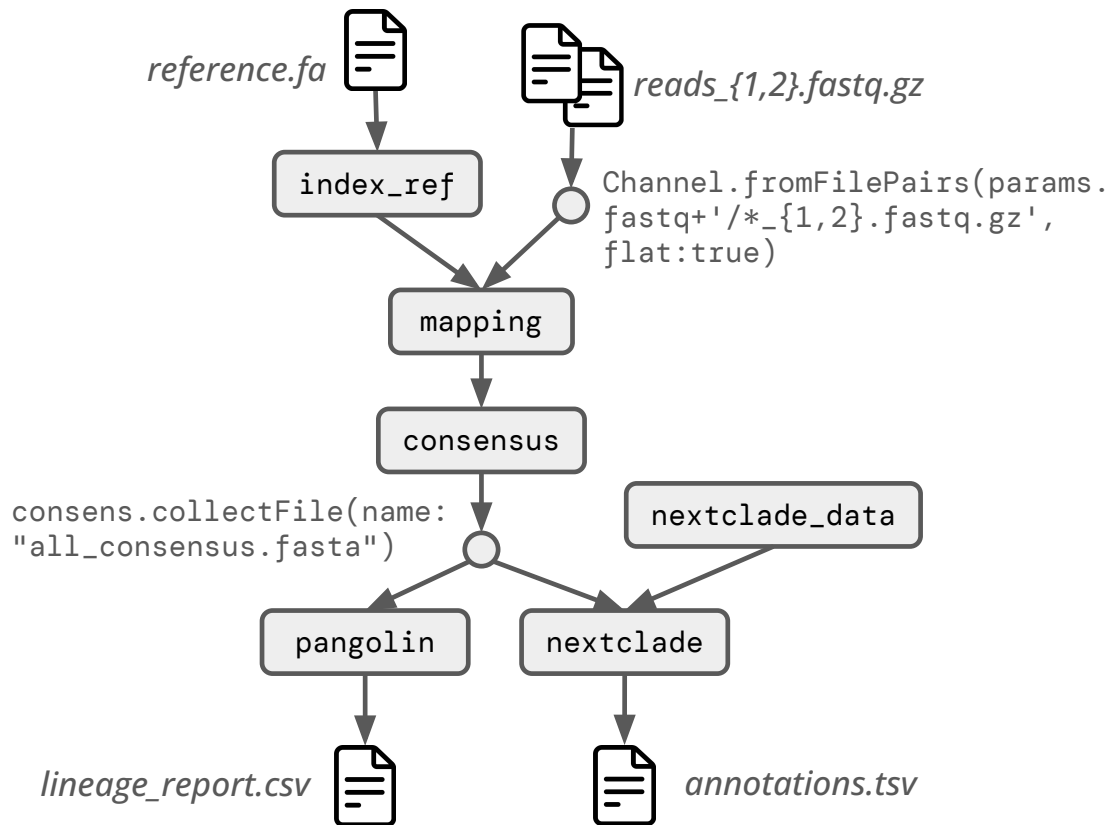 reference.fa
reads_{1,2}.fastq.gz
index_ref
Channel.fromFilePairs(params.
fastq+'/*_{1,2}.fastq.gz',
flat:true)
mapping
consensus
consens.collectFile(name:
"all_consensus.fasta")
nextclade_data
pangolin
nextclade
lineage_report.csv
annotations.tsv